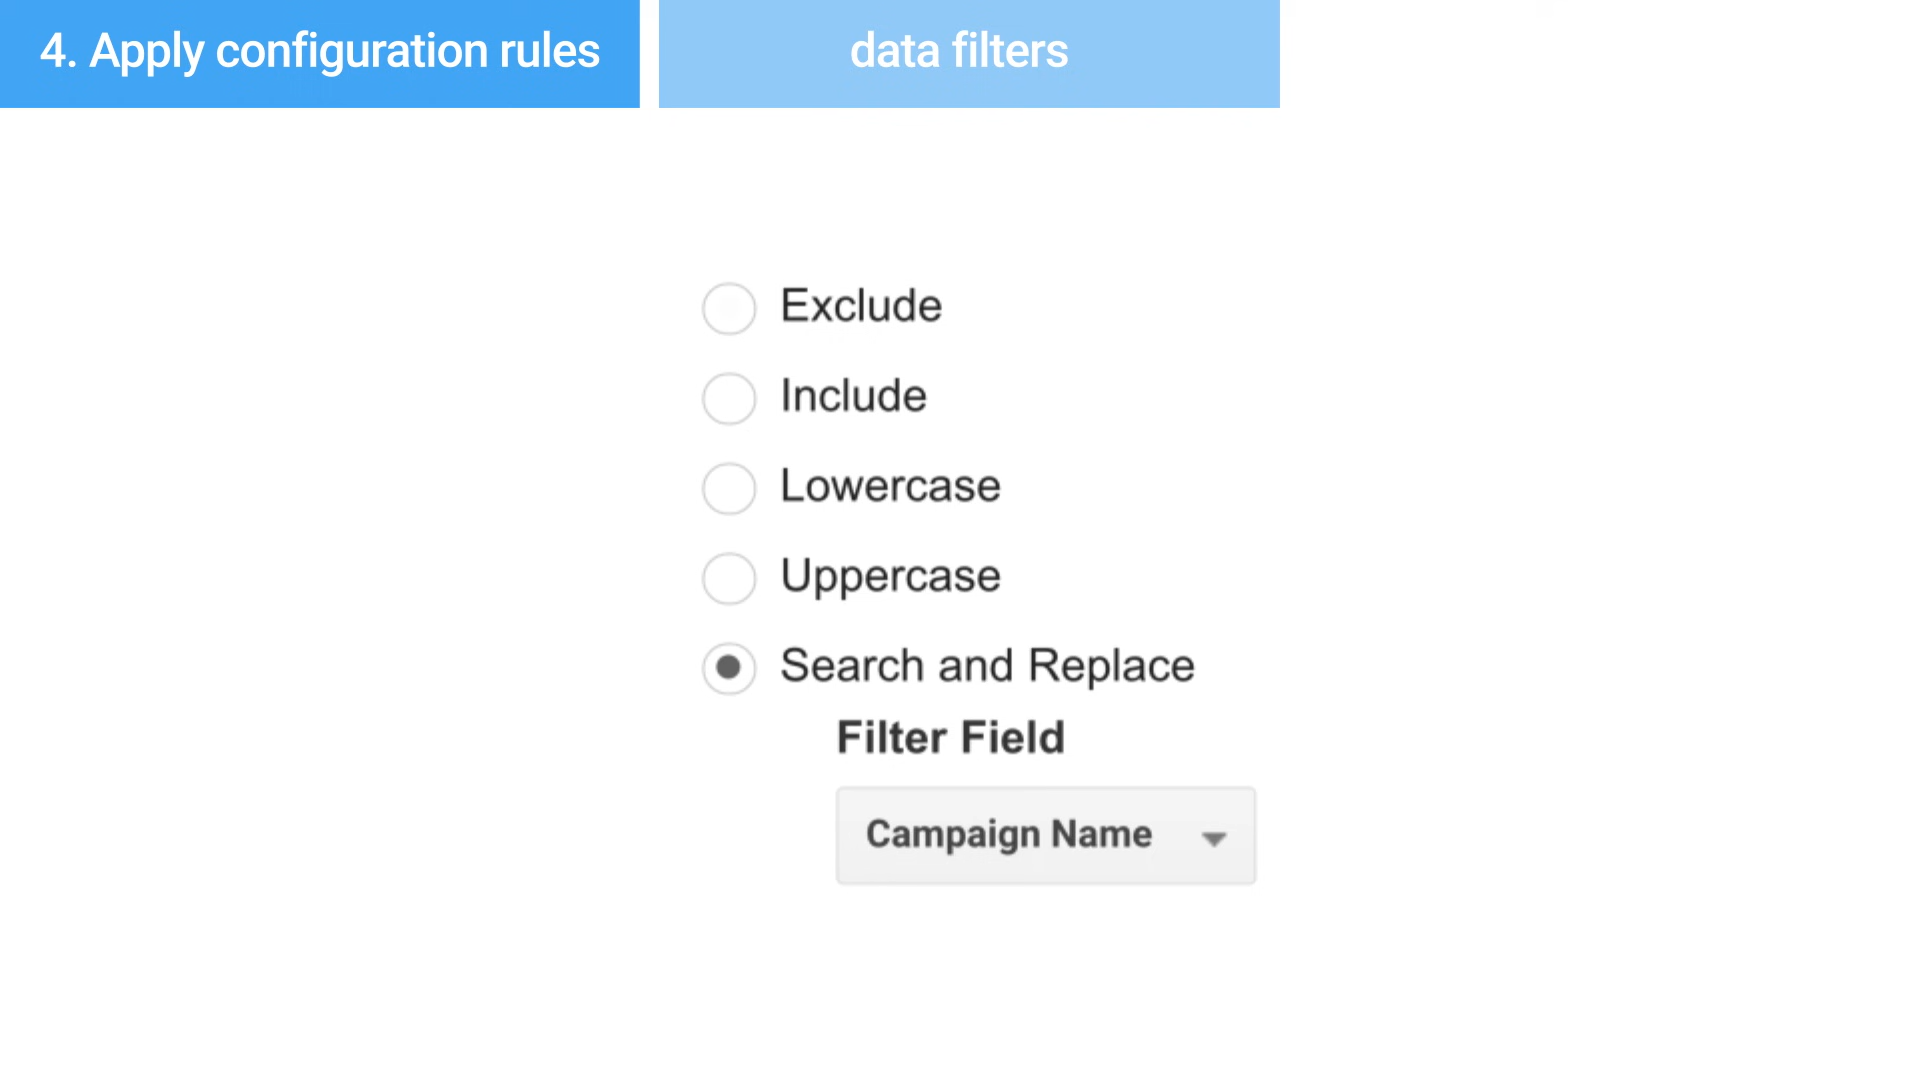 4. Apply configuration rules
data filters
Exclude
Include
Lowercase
Uppercase
Search and Replace
Filter Field
Campaign Name